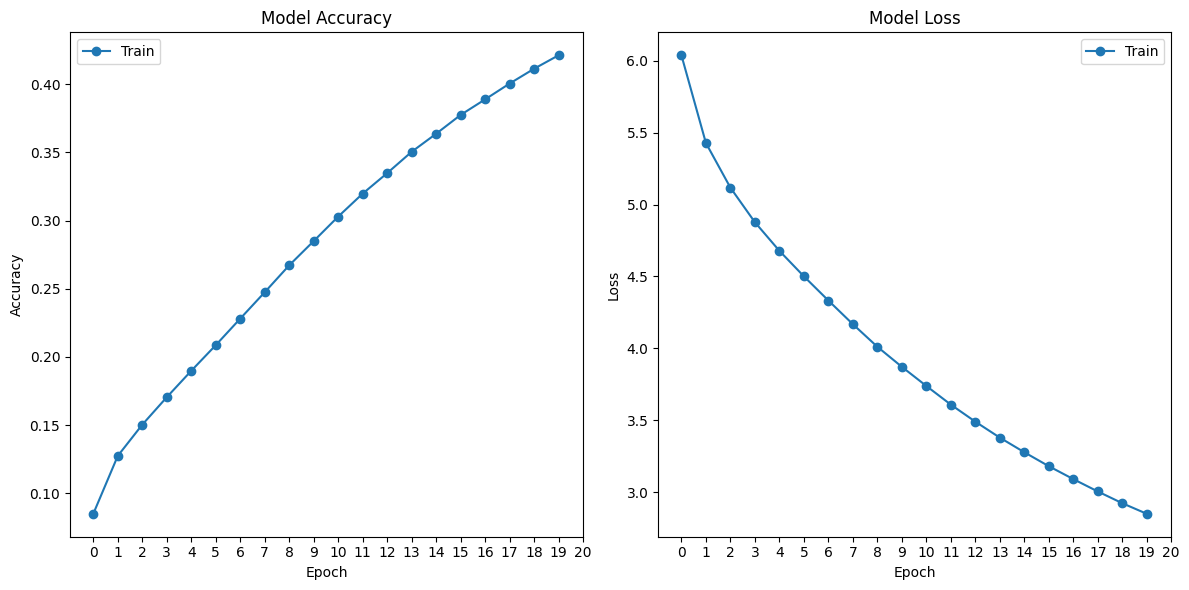 Model Accuracy
Train
0.40
0.35
0.30
0.25
0.20
0.15
0.10
Accuracy
0 1 2 3 4 5 6 7 8 9 10 11 12 13 14 15 16 17 18 19 20
Epoch
Model Loss
Train
6.0
5.5
5.0
4.5
4.0
3.5
3.0
Loss
0 1 2 3 4 5 6 7 8 9 10 11 12 13 14 15 16 17 18 19 20
Epoch